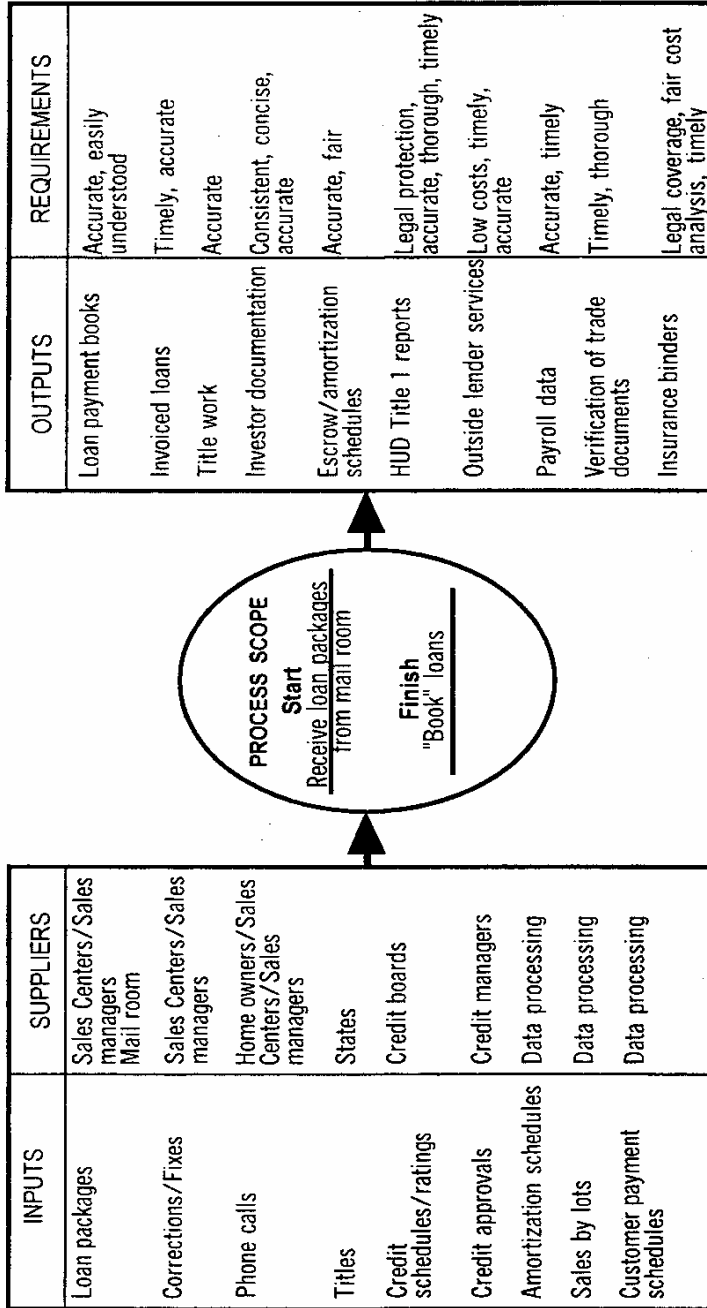 INPUTS
SUPPLIERS
Loan packages
Sales Centers/Sales
managers
Mail room
Corrections/Fixes
Sales Centers/Sales
managers
Phone calls
Home owners/Sales
Centers/Sales
managers
Titles
States
Credit
schedules/ratings
Credit boards
Credit approvals
Credit managers
Amortization schedules
Data processing
Sales by lots
Data processing
Customer payment
schedules
Data processing
PROCESS SCOPE
Start
Receive loan packages
from mail room
Finish
"Book" loans
OUTPUTS
REQUIREMENTS
Loan payment books
Accurate, easily
understood
Invoiced loans
Timely, accurate
Title work
Accurate
Investor documentation
Consistent, concise,
accurate
Escrow/amortization
schedules
Accurate, fair
HUD Title 1 reports
Legal protection,
accurate, thorough, timely
Outside lender services
Low costs, timely,
accurate
Payroll data
Accurate, timely
Verification of trade
documents
Timely, thorough
Insurance binders
Legal coverage, fair cost
analysis, timely